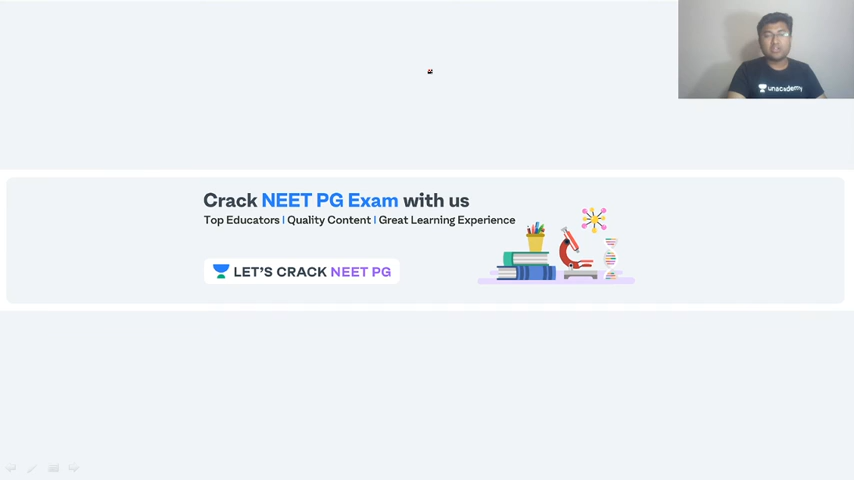 unacademy
Crack NEET PG Exam with us
Top Educators | Quality Content | Great Learning Experience
LET'S CRACK NEET PG